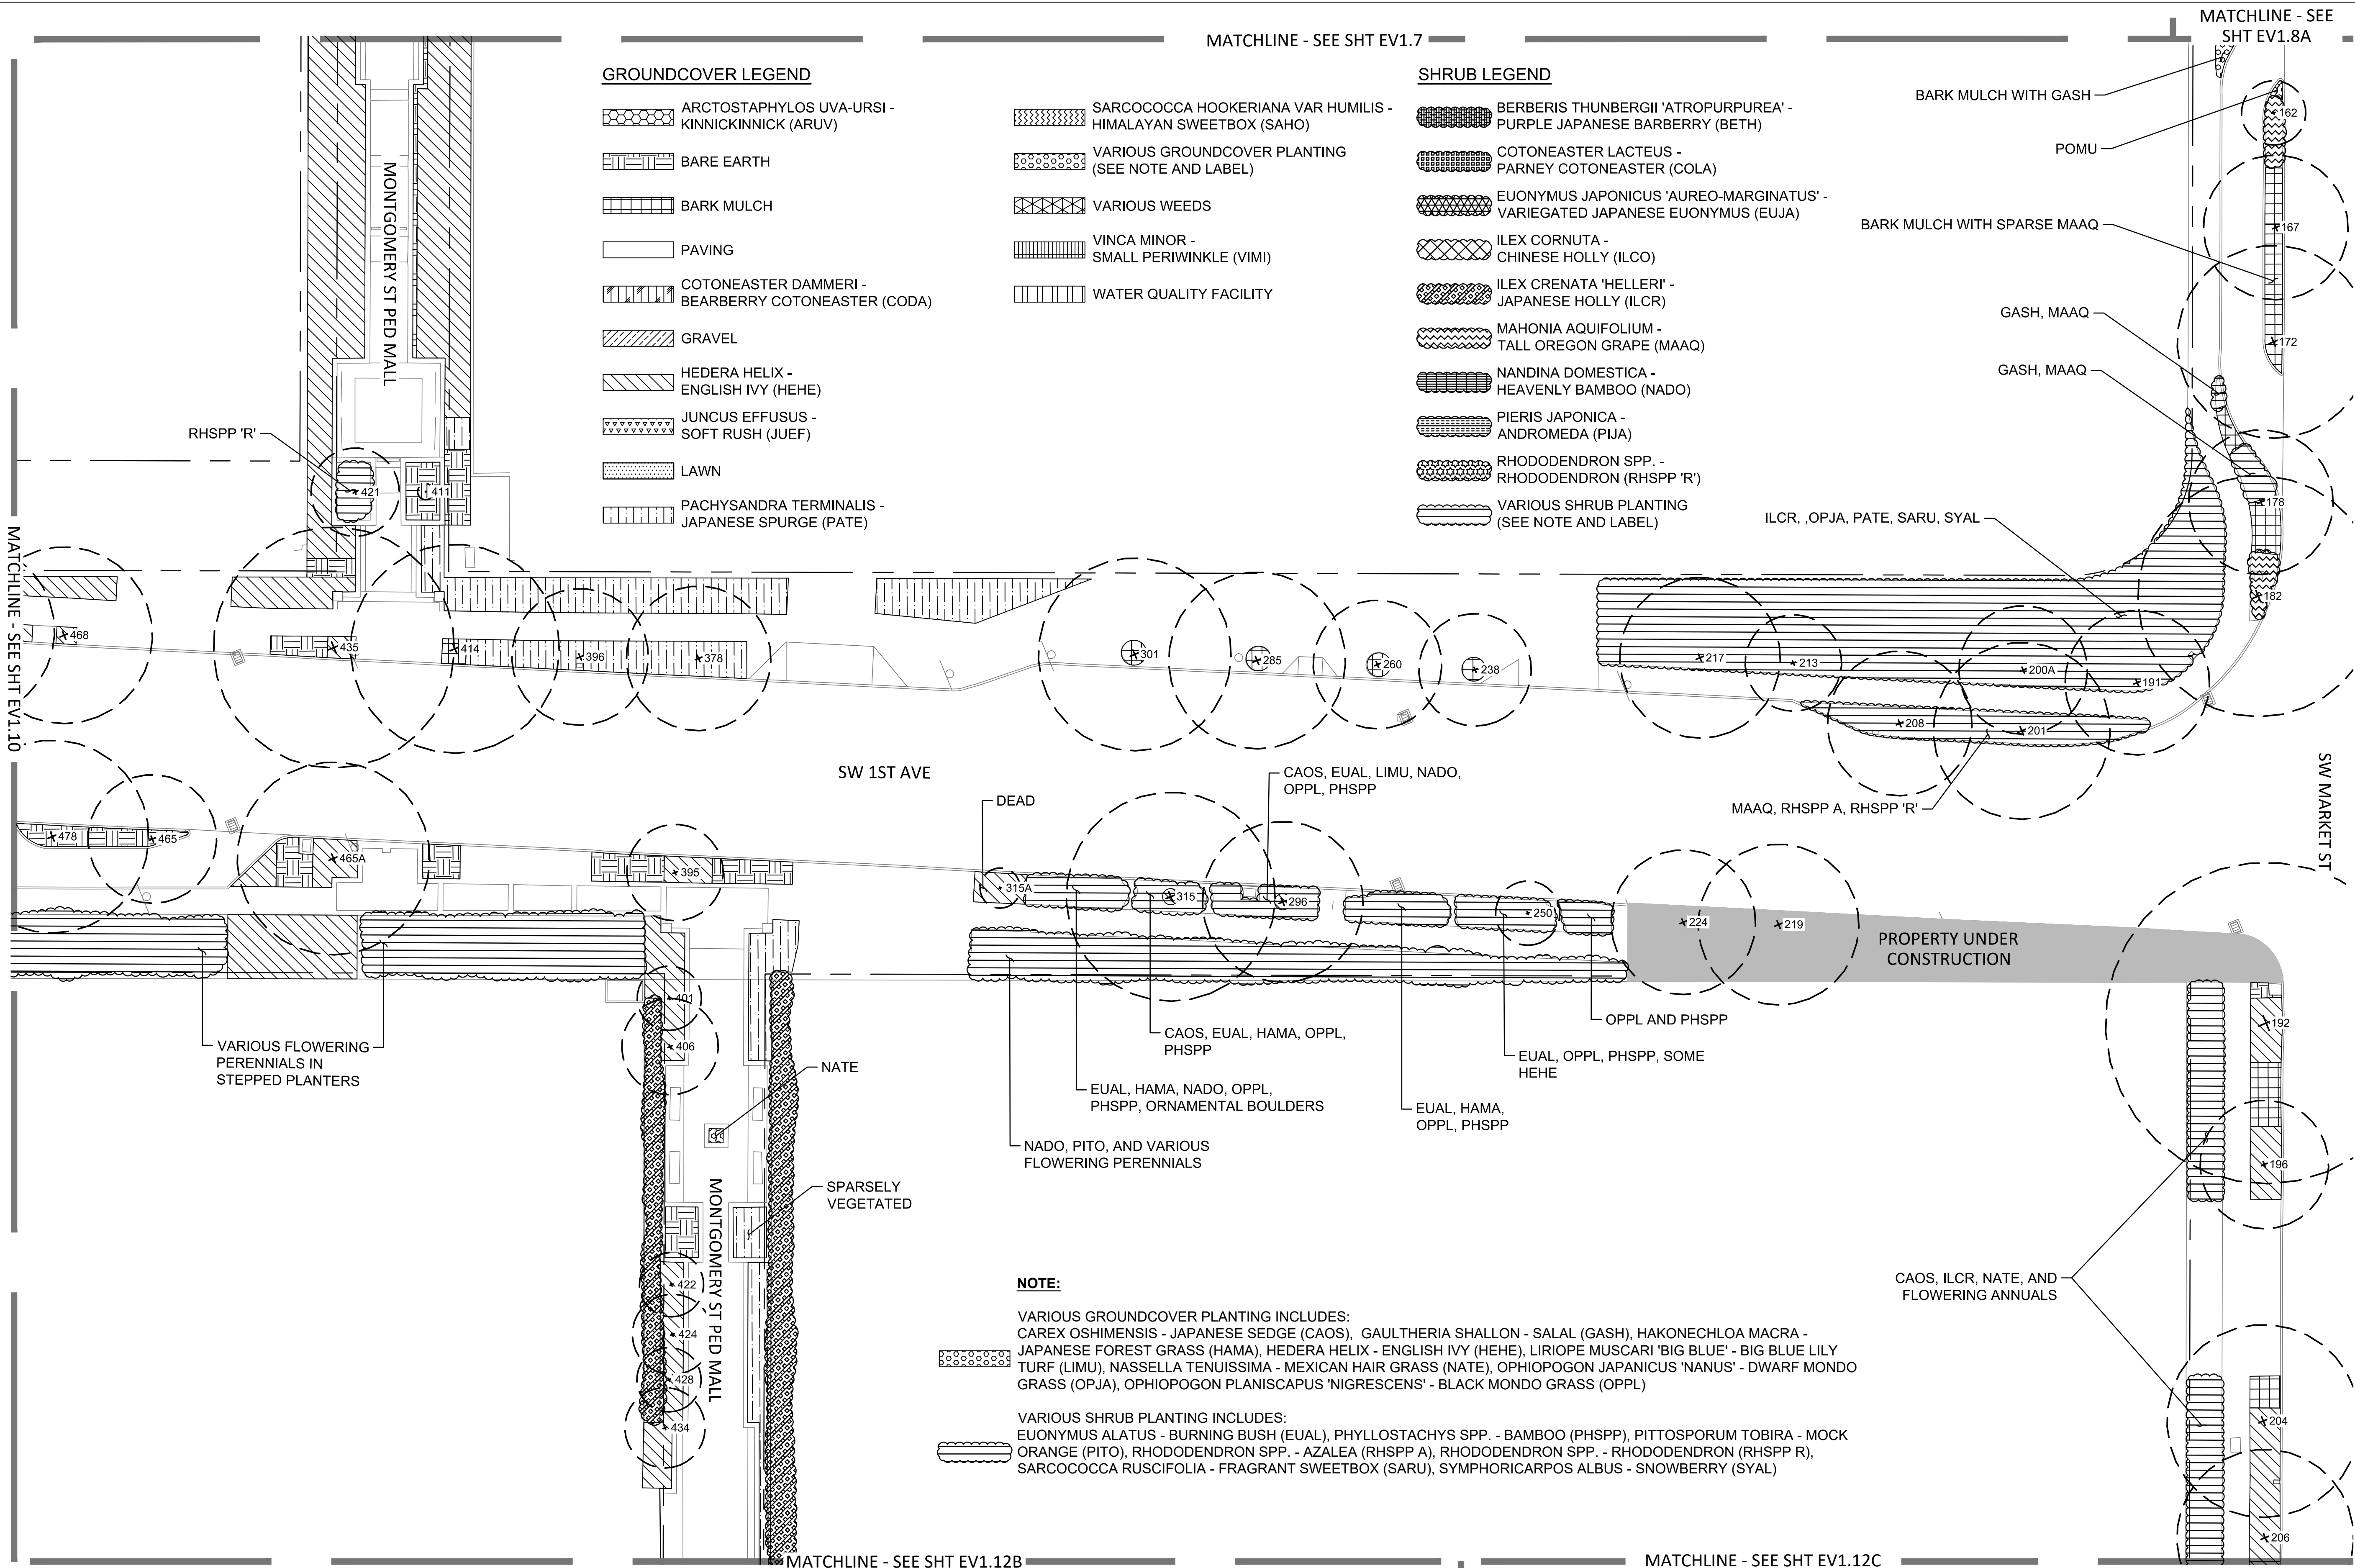 MATCHLINE - SEE SHT EV1.7
MATCHLINE - SEE
SHT EV1.8A
GROUNDCOVER LEGEND
ARCTOSTAPHYLOS UVA-URSI -
KINNICKINNICK (ARUV)
BARE EARTH
BARK MULCH
PAVING
COTONEASTER DAMMERI -
BEARBERRY COTONEASTER (CODA)
GRAVEL
HEDERA HELIX -
ENGLISH IVY (HEHE)
JUNCUS EFFUSUS -
SOFT RUSH (JUEF)
LAWN
PACHYSANDRA TERMINALIS -
JAPANESE SPURGE (PATE)
SARCOCOCCA HOOKERIANA VAR HUMILIS -
HIMALAYAN SWEETBOX (SAHO)
VARIOUS GROUNDCOVER PLANTING
(SEE NOTE AND LABEL)
VARIOUS WEEDS
VINCA MINOR -
SMALL PERIWINKLE (VIMI)
WATER QUALITY FACILITY
SHRUB LEGEND
BERBERIS THUNBERGII 'ATROPURPUREA' -
PURPLE JAPANESE BARBERRY (BETH)
COTONEASTER LACTEUS -
PARNEY COTONEASTER (COLA)
EUONYMUS JAPONICUS 'AUREO-MARGINATUS' -
VARIEGATED JAPANESE EUONYMUS (EUJA)
ILEX CORNUTA -
CHINESE HOLLY (ILCO)
ILEX CRENATA 'HELLERI' -
JAPANESE HOLLY (ILCR)
MAHONIA AQUIFOLIUM -
TALL OREGON GRAPE (MAAQ)
NANDINA DOMESTICA -
HEAVENLY BAMBOO (NADO)
PIERIS JAPONICA -
ANDROMEDA (PIJA)
RHODODENDRON SPP. -
RHODODENDRON (RHSPP 'R')
VARIOUS SHRUB PLANTING
(SEE NOTE AND LABEL)
BARK MULCH WITH GASH
162
POMU
BARK MULCH WITH SPARSE MAAQ
167
172
GASH, MAAQ
GASH, MAAQ
178
ILCR, ,OPJA, PATE, SARU, SYAL
182
MONTGOMERY ST PED MALL
RHSPP 'R'
421
411
MATCHLINE - SEE SHT EV1.10
468
435
414
396
378
301
285
260
238
217
213
200A
191
208
201
SW 1ST AVE
MAAQ, RHSPP A, RHSPP 'R'
SW MARKET ST
CAOS, EUAL, LIMU, NADO,
OPPL, PHSPP
DEAD
478
465
465A
395
315A
315
296
250
224
219
PROPERTY UNDER
CONSTRUCTION
401
406
192
196
VARIOUS FLOWERING
PERENNIALS IN
STEPPED PLANTERS
OPPL AND PHSPP
CAOS, EUAL, HAMA, OPPL,
PHSPP
EUAL, OPPL, PHSPP, SOME
HEHE
NATE
EUAL, HAMA, NADO, OPPL,
PHSPP, ORNAMENTAL BOULDERS
EUAL, HAMA,
OPPL, PHSPP
NADO, PITO, AND VARIOUS
FLOWERING PERENNIALS
SPARSELY
VEGETATED
MONTGOMERY ST PED MALL
422
424
428
434
CAOS, ILCR, NATE, AND
FLOWERING ANNUALS
204
206
NOTE:
VARIOUS GROUNDCOVER PLANTING INCLUDES:
CAREX OSHIMENSIS - JAPANESE SEDGE (CAOS), GAULTHERIA SHALLON - SALAL (GASH), HAKONECHLOA MACRA -
JAPANESE FOREST GRASS (HAMA), HEDERA HELIX - ENGLISH IVY (HEHE), LIRIOPE MUSCARI 'BIG BLUE' - BIG BLUE LILY
TURF (LIMU), NASSELLA TENUISSIMA - MEXICAN HAIR GRASS (NATE), OPHIOPOGON JAPANICUS 'NANUS' - DWARF MONDO
GRASS (OPJA), OPHIOPOGON PLANISCAPUS 'NIGRESCENS' - BLACK MONDO GRASS (OPPL)
VARIOUS SHRUB PLANTING INCLUDES:
EUONYMUS ALATUS - BURNING BUSH (EUAL), PHYLLOSTACHYS SPP. - BAMBOO (PHSPP), PITTOSPORUM TOBIRA - MOCK
ORANGE (PITO), RHODODENDRON SPP. - AZALEA (RHSPP A), RHODODENDRON SPP. - RHODODENDRON (RHSPP R),
SARCOCOCCA RUSCIFOLIA - FRAGRANT SWEETBOX (SARU), SYMPHORICARPOS ALBUS - SNOWBERRY (SYAL)
MATCHLINE - SEE SHT EV1.12B
MATCHLINE - SEE SHT EV1.12C